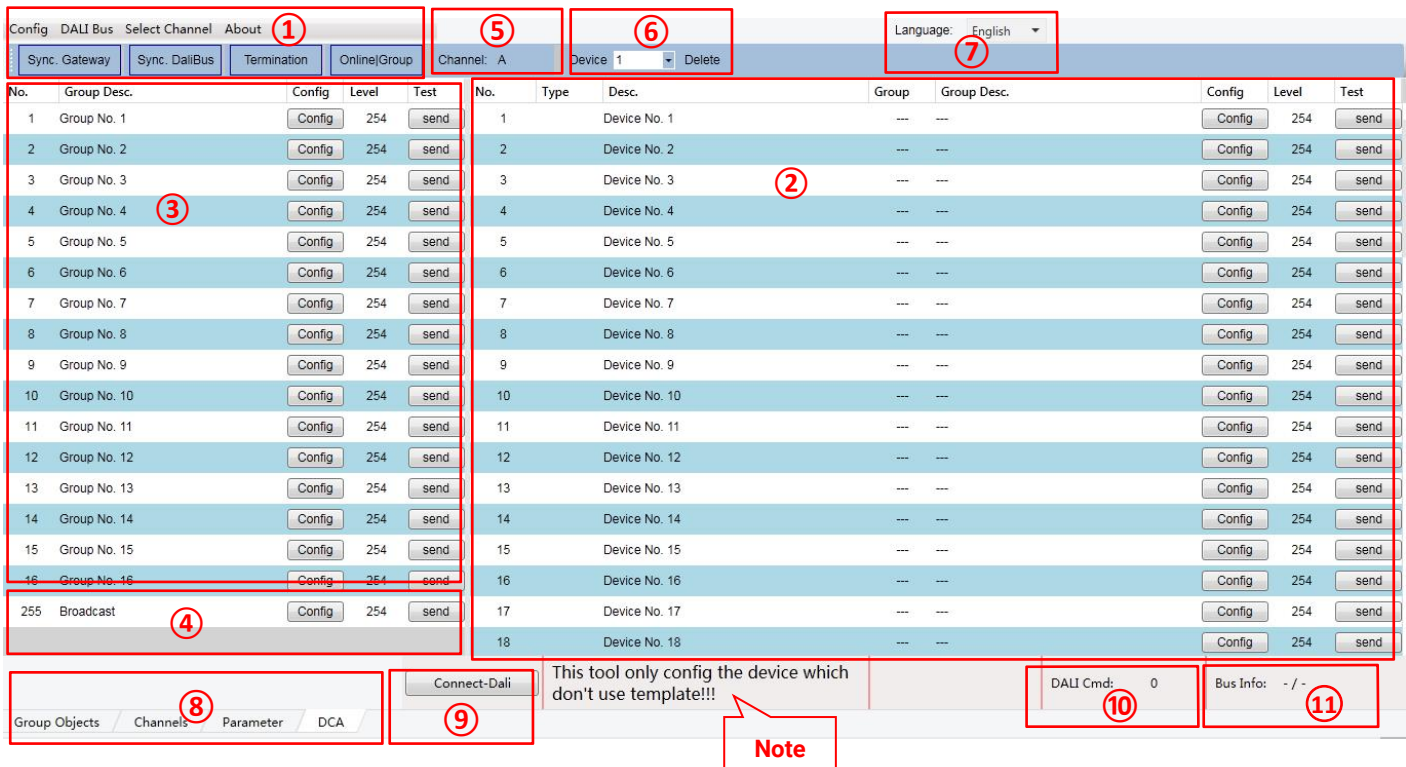 Config DALI Bus Select Channel About ① ⑤ ⑥ Language: English ⑦
Sync. Gateway Sync. DaliBus Termination Online|Group Channel: A Device 1 Delete
No. Group Desc. Config Level Test No. Type Desc. Group Group Desc. Config Level Test
1 Group No. 1 Config 254 send 1 Device No. 1 --- --- Config 254 send
2 Group No. 2 Config 254 send 2 Device No. 2 --- --- Config 254 send
3 Group No. 3 Config 254 send 3 Device No. 3 ② --- --- Config 254 send
4 Group No. 4 ③ Config 254 send 4 Device No. 4 --- --- Config 254 send
5 Group No. 5 Config 254 send 5 Device No. 5 --- --- Config 254 send
6 Group No. 6 Config 254 send 6 Device No. 6 --- --- Config 254 send
7 Group No. 7 Config 254 send 7 Device No. 7 --- --- Config 254 send
8 Group No. 8 Config 254 send 8 Device No. 8 --- --- Config 254 send
9 Group No. 9 Config 254 send 9 Device No. 9 --- --- Config 254 send
10 Group No. 10 Config 254 send 10 Device No. 10 --- --- Config 254 send
11 Group No. 11 Config 254 send 11 Device No. 11 --- --- Config 254 send
12 Group No. 12 Config 254 send 12 Device No. 12 --- --- Config 254 send
13 Group No. 13 Config 254 send 13 Device No. 13 --- --- Config 254 send
14 Group No. 14 Config 254 send 14 Device No. 14 --- --- Config 254 send
15 Group No. 15 Config 254 send 15 Device No. 15 --- --- Config 254 send
16 Group No. 16 Config 254 send 16 Device No. 16 --- --- Config 254 send
255 Broadcast ④ Config 254 send 17 Device No. 17 --- --- Config 254 send
18 Device No. 18 --- --- Config 254 send
Connect-Dali This tool only config the device which DALI Cmd: 0 Bus Info: - / -
don't use template!!!
Group Objects Channels ⑧ Parameter DCA ⑨ ⑩ ⑪
Note